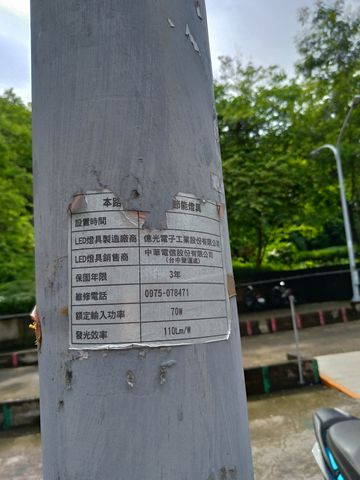 本路 節能燈具
設置時間
LED燈具製造廠商 億光電子工業股份有限公司
LED燈具銷售商 中華電信股份有限公司
(台中營運處)
保固年限 3年
維修電話 0975-078471
額定輸入功率 70W
發光效率 110Lm/W